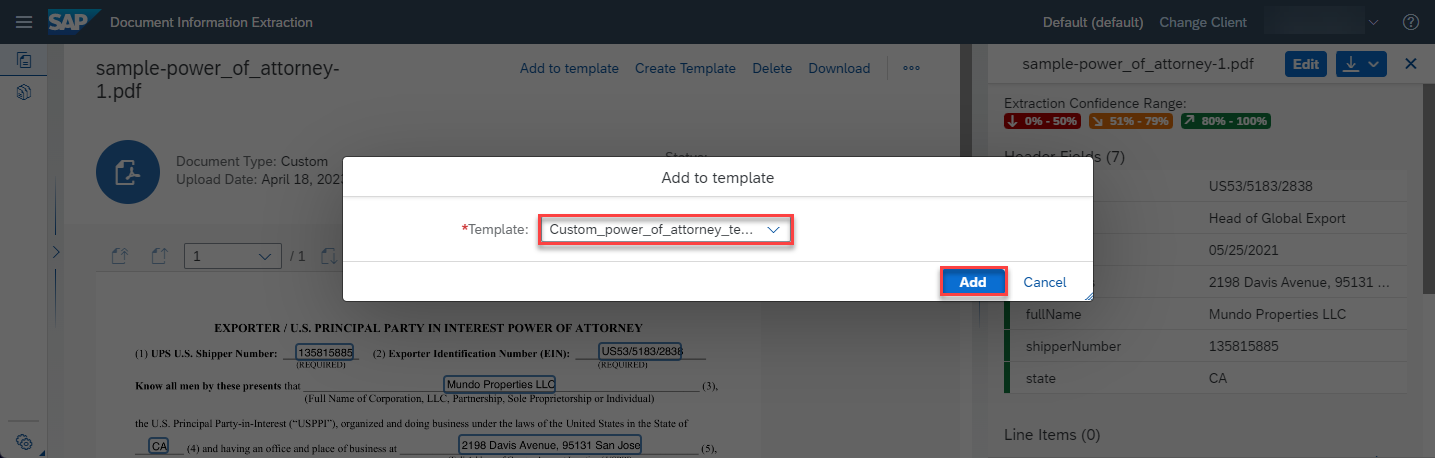 SAP Document Information Extraction Default (default) Change Client
sample-power_of_attorney-
1.pdf
Add to template Create Template Delete Download
Document Type: Custom
Upload Date: April 18, 202
1 / 1
Add to template
*Template: Custom_power_of_attorney_te...
Add Cancel
EXPORTER / U.S. PRINCIPAL PARTY IN INTEREST POWER OF ATTORNEY
(1) UPS U.S. Shipper Number: 135815885 (2) Exporter Identification Number (EIN): US53/5183/2838
(REQUIRED) (REQUIRED)
Know all men by these presents that Mundo Properties LLC (3),
(Full Name of Corporation, LLC, Partnership, Sole Proprietorship or Individual)
the U.S. Principal Party-in-Interest ("USPPI"), organized and doing business under the laws of the United States in the State of
CA (4) and having an office and place of business at 2198 Davis Avenue, 95131 San Jose (5),
sample-power_of_attorney-1.pdf Edit
Extraction Confidence Range:
0% - 50% 51% - 79% 80% - 100%
Header Fields (7)
US53/5183/2838
Head of Global Export
05/25/2021
2198 Davis Avenue, 95131 ...
fullName Mundo Properties LLC
shipperNumber 135815885
state CA
Line Items (0)